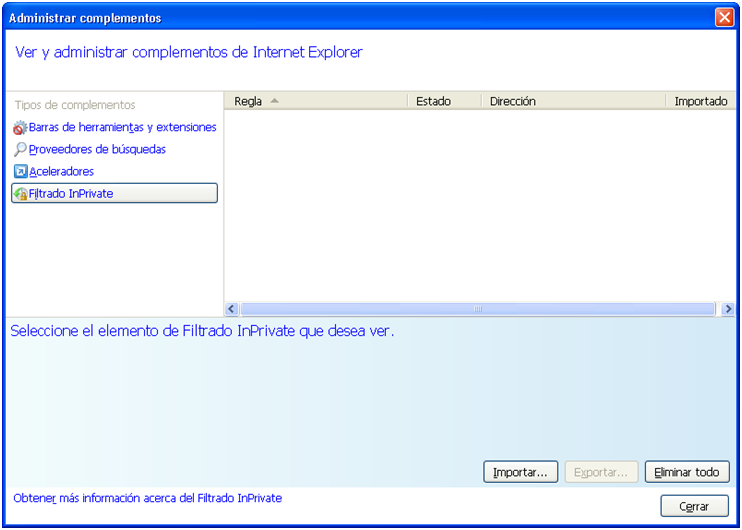 Administrar complementos
Ver y administrar complementos de Internet Explorer
Tipos de complementos
Barras de herramientas y extensiones
Proveedores de búsquedas
Aceleradores
Filtrado InPrivate
Regla Estado Dirección Importado
Seleccione el elemento de Filtrado InPrivate que desea ver.
Importar... Exportar... Eliminar todo
Obtener más información acerca del Filtrado InPrivate
Cerrar